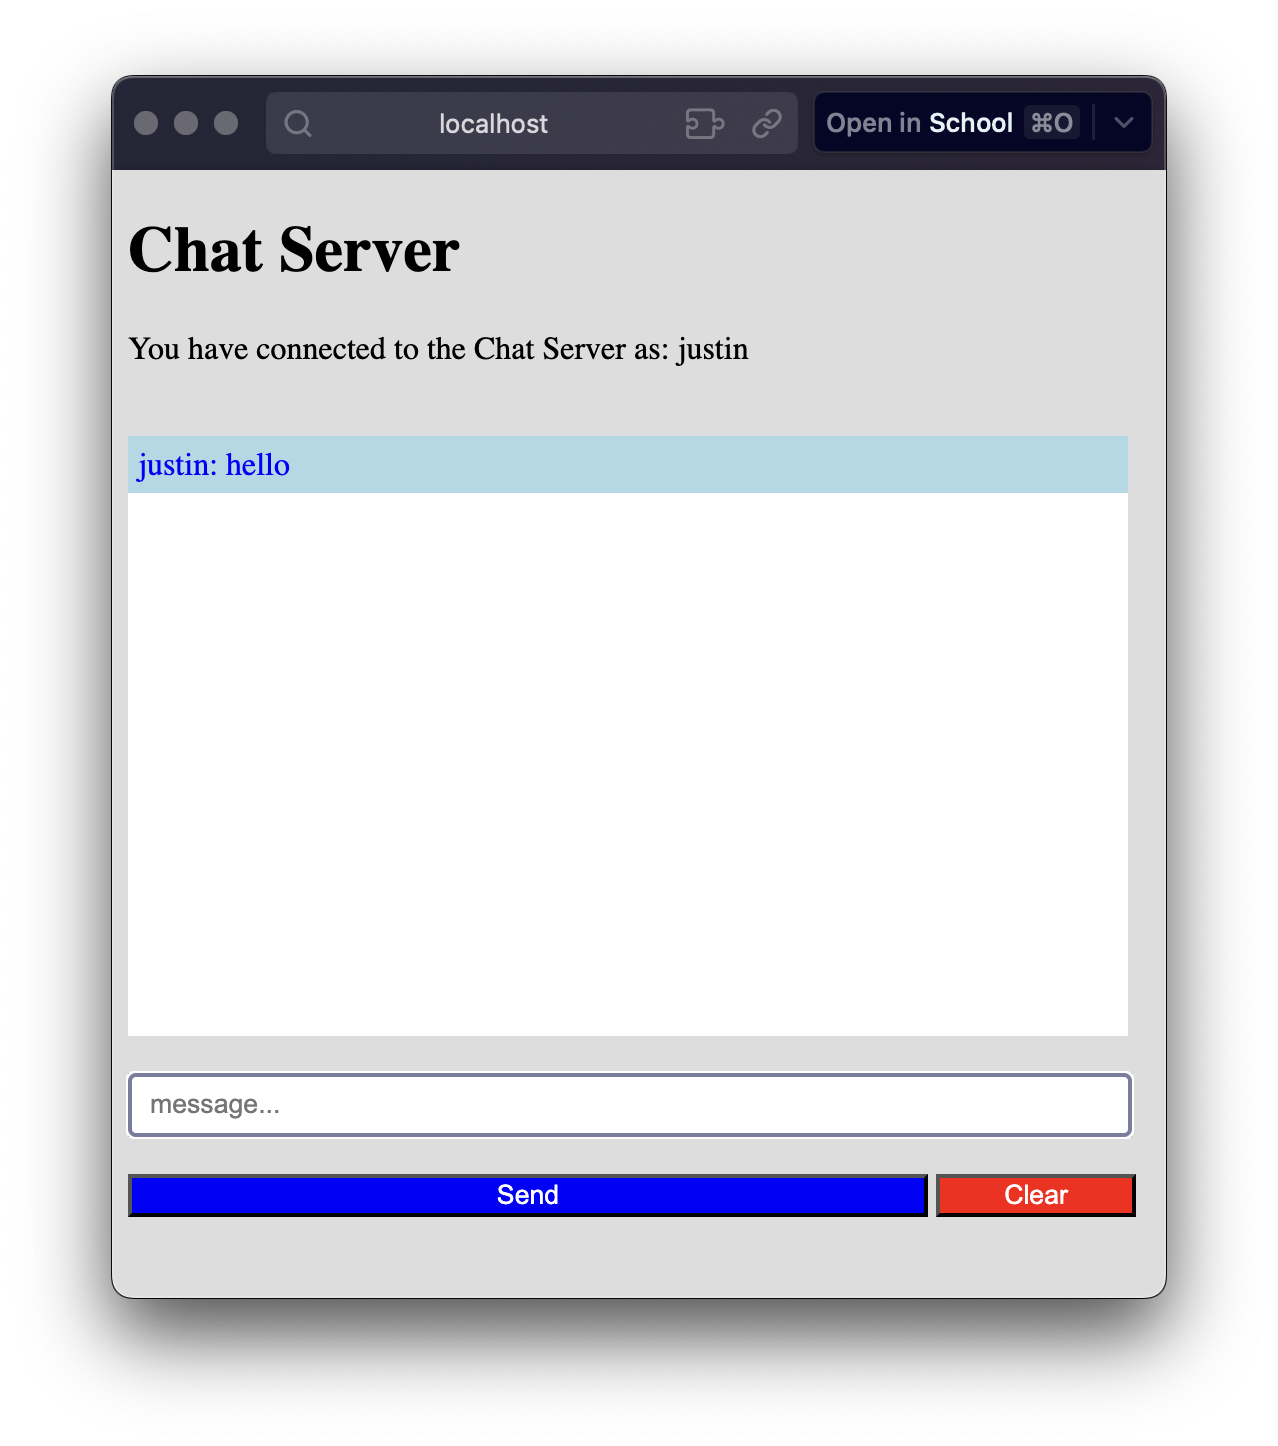 localhost
Open in School ⌘O
Chat Server
You have connected to the Chat Server as: justin
justin: hello
message...
Send
Clear